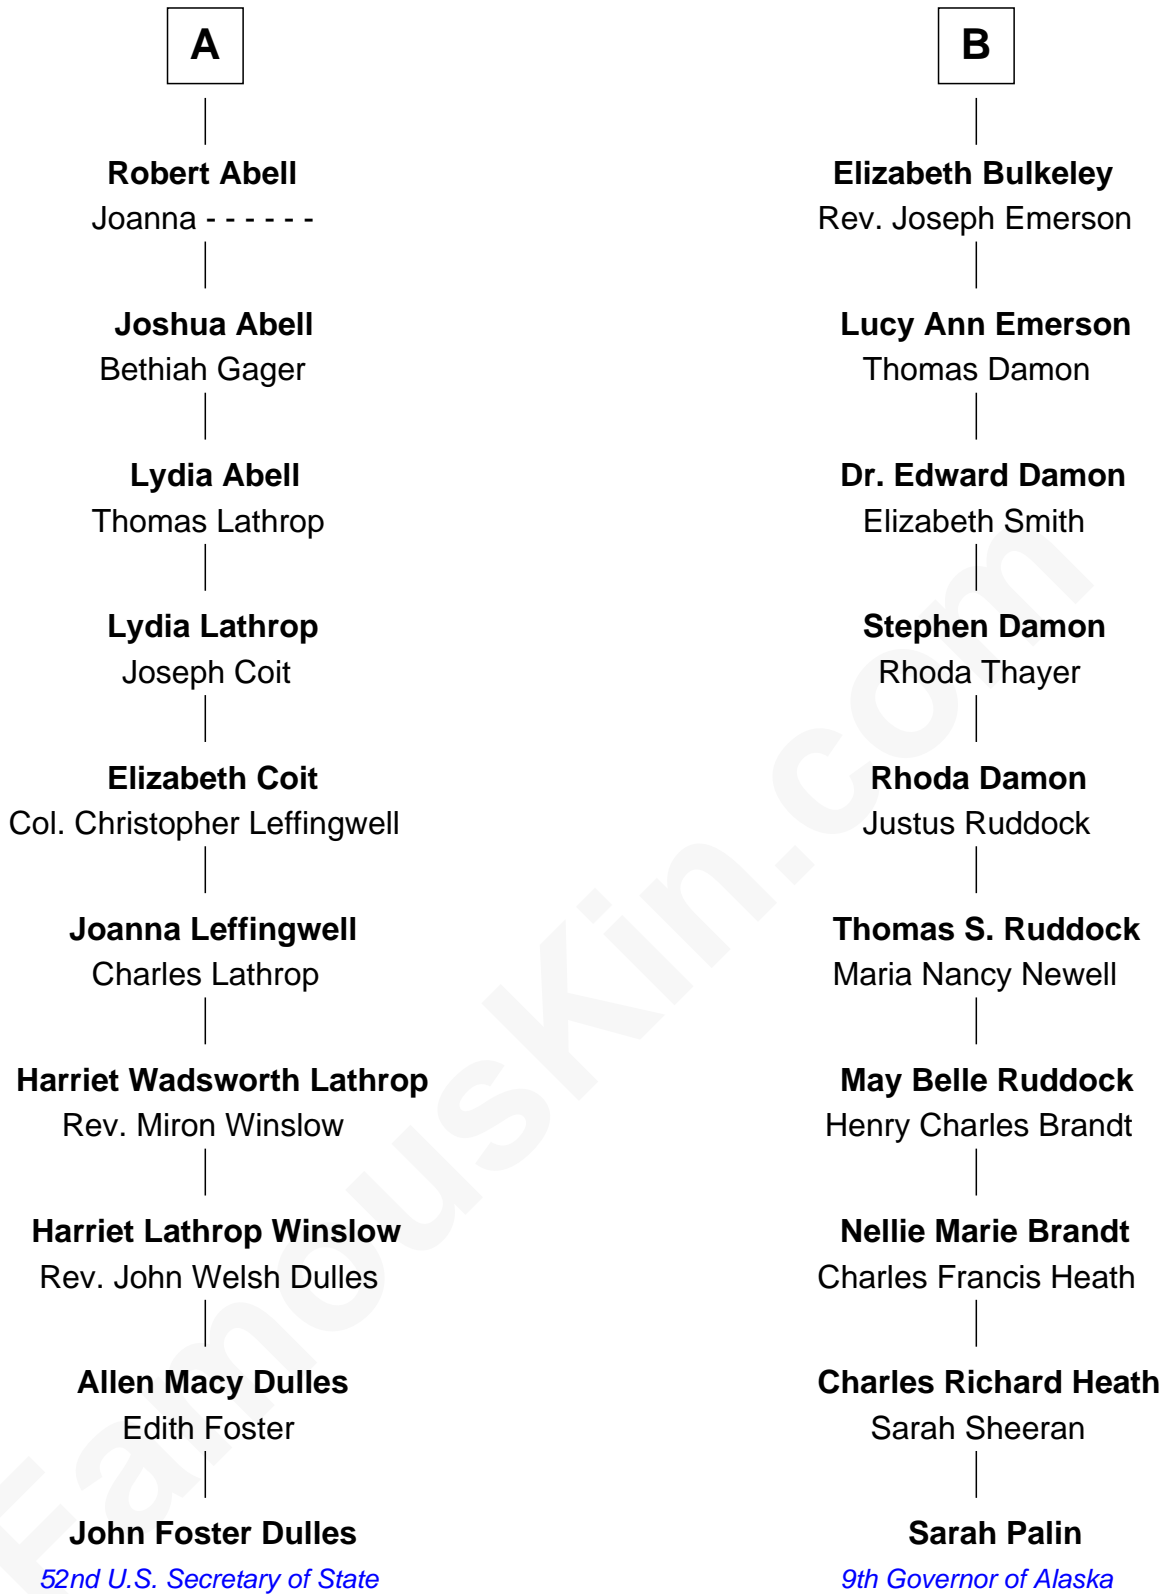 A
Robert Abell
Joanna - - - - - -
Joshua Abell
Bethiah Gager
Lydia Abell
Thomas Lathrop
Lydia Lathrop
Joseph Coit
Elizabeth Coit
Col. Christopher Leffingwell
Joanna Leffingwell
Charles Lathrop
Harriet Wadsworth Lathrop
Rev. Miron Winslow
Harriet Lathrop Winslow
Rev. John Welsh Dulles
Allen Macy Dulles
Edith Foster
John Foster Dulles
52nd U.S. Secretary of State
B
Elizabeth Bulkeley
Rev. Joseph Emerson
Lucy Ann Emerson
Thomas Damon
Dr. Edward Damon
Elizabeth Smith
Stephen Damon
Rhoda Thayer
Rhoda Damon
Justus Ruddock
Thomas S. Ruddock
Maria Nancy Newell
May Belle Ruddock
Henry Charles Brandt
Nellie Marie Brandt
Charles Francis Heath
Charles Richard Heath
Sarah Sheeran
Sarah Palin
9th Governor of Alaska
FamousKin.com